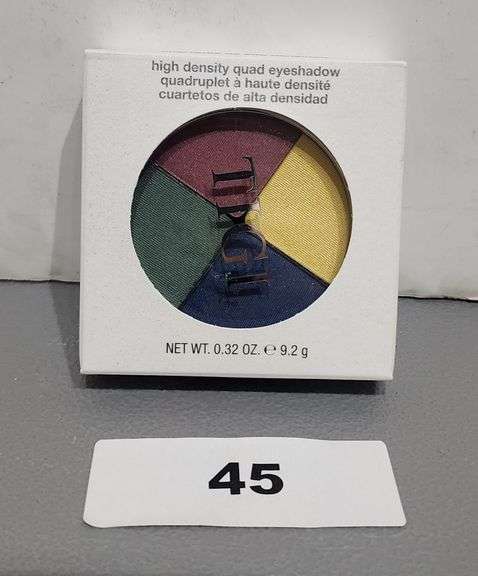 high density quad eyeshadow
quadruplet à haute densité
cuartetos de alta densidad
TIGI
NET WT. 0.32 OZ. ℮ 9.2 g
45